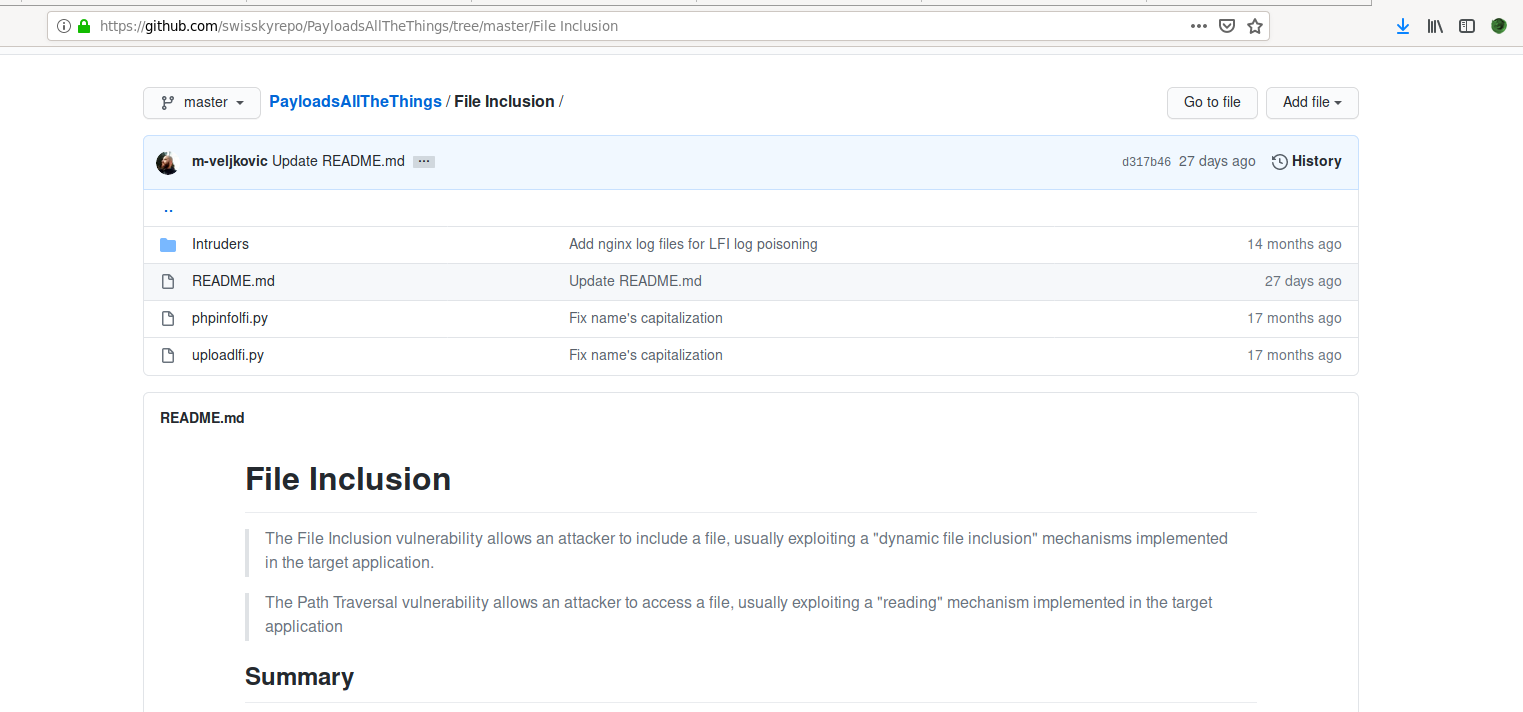 https://github.com/swisskyrepo/PayloadsAllTheThings/tree/master/File Inclusion
master PayloadsAllTheThings / File Inclusion / Go to file Add file
m-veljkovic Update README.md ... d317b46 27 days ago History
..
Intruders Add nginx log files for LFI log poisoning 14 months ago
README.md Update README.md 27 days ago
phpinfolfi.py Fix name's capitalization 17 months ago
uploadlfi.py Fix name's capitalization 17 months ago
README.md
File Inclusion
The File Inclusion vulnerability allows an attacker to include a file, usually exploiting a "dynamic file inclusion" mechanisms implemented
in the target application.
The Path Traversal vulnerability allows an attacker to access a file, usually exploiting a "reading" mechanism implemented in the target
application
Summary